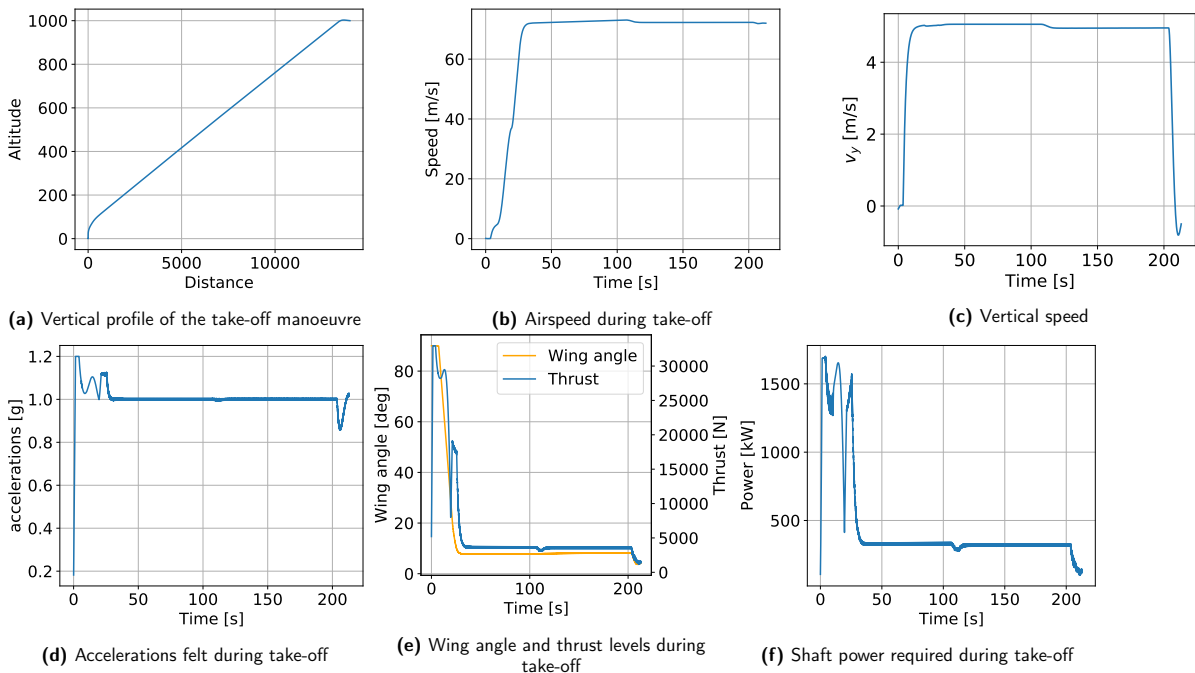 1000
800
600
400
200
0
Altitude
0 5000 10000
Distance
(a) Vertical profile of the take-off manoeuvre
60
40
20
0
Speed [m/s]
0 50 100 150 200
Time [s]
(b) Airspeed during take-off
4
2
0
v_y [m/s]
0 50 100 150 200
Time [s]
(c) Vertical speed
1.2
1.0
0.8
0.6
0.4
0.2
accelerations [g]
0 50 100 150 200
Time [s]
(d) Accelerations felt during take-off
Wing angle
Thrust
80
60
40
20
0
Wing angle [deg]
30000
25000
20000
15000
10000
5000
0
Thrust [N]
0 50 100 150 200
Time [s]
(e) Wing angle and thrust levels during
take-off
1500
1000
500
Power [kW]
0 50 100 150 200
Time [s]
(f) Shaft power required during take-off